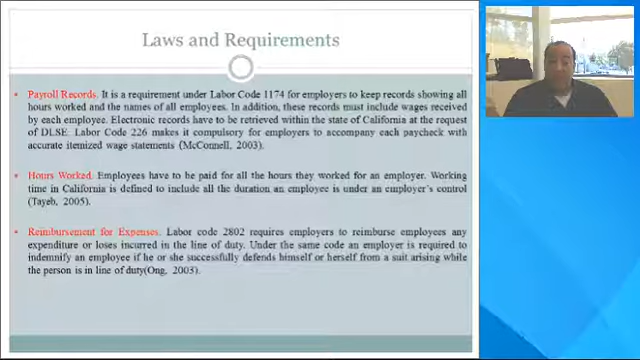 Laws and Requirements
Payroll Records. It is a requirement under Labor Code 1174 for employers to keep records showing all
hours worked and the names of all employees. In addition, these records must include wages received
by each employee. Electronic records have to be retrieved within the state of California at the request
of DLSE. Labor Code 226 makes it compulsory for employers to accompany each paycheck with
accurate itemized wage statements (McConnell, 2003).
Hours Worked. Employees have to be paid for all the hours they worked for an employer. Working
time in California is defined to include all the duration an employee is under an employer's control
(Tayeb, 2005).
Reimbursement for Expenses. Labor code 2802 requires employers to reimburse employees any
expenditure or loses incurred in the line of duty. Under the same code an employer is required to
indemnify an employee if he or she successfully defends himself or herself from a suit arising while
the person is in line of duty(Ong, 2003).